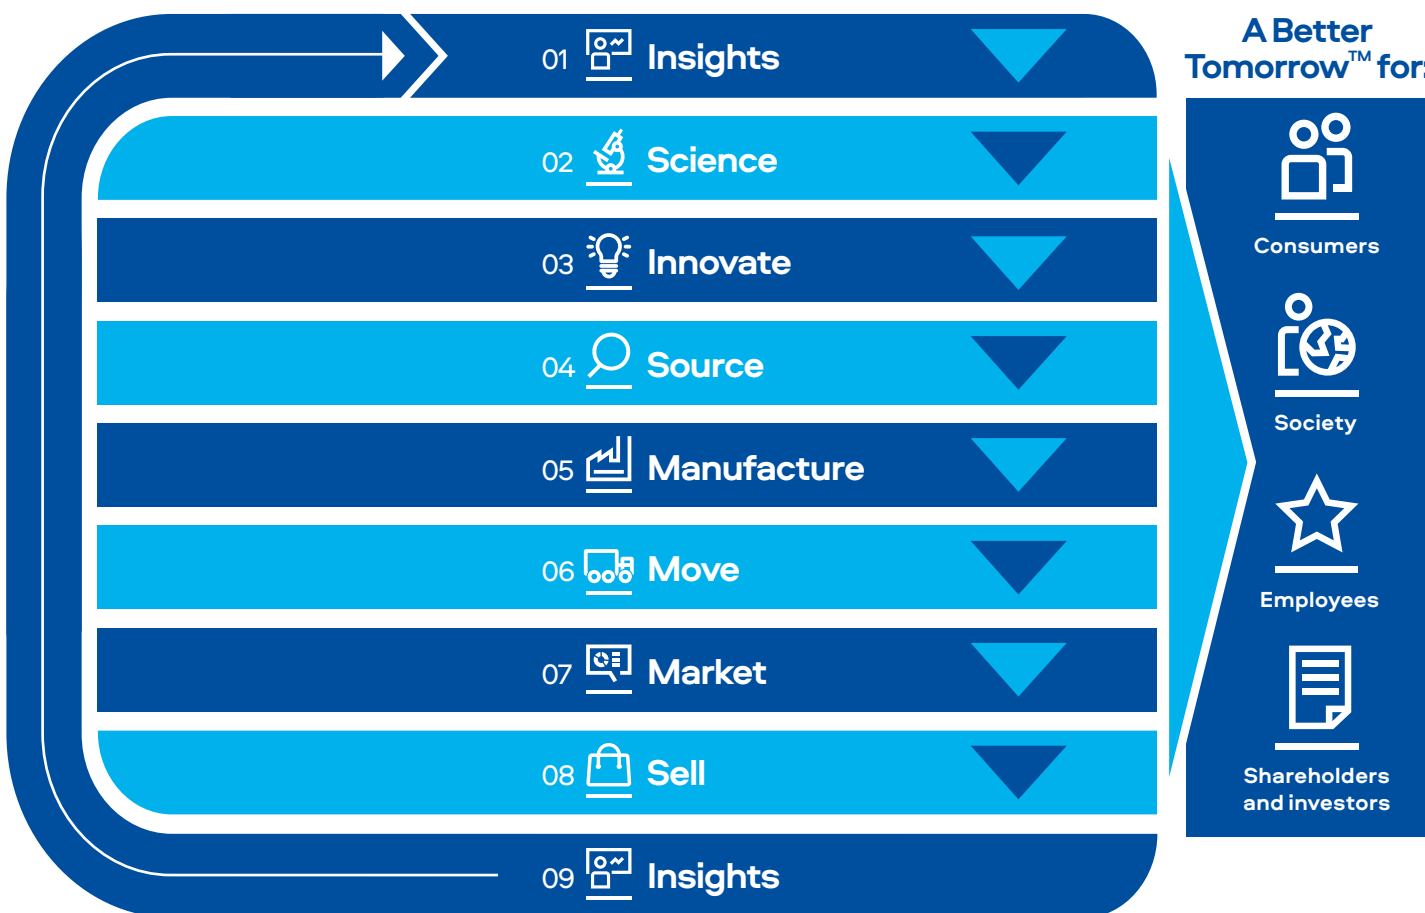 01 Insights
02 Science
03 Innovate
04 Source
05 Manufacture
06 Move
07 Market
08 Sell
09 Insights
A Better
Tomorrow™ for:
Consumers
Society
Employees
Shareholders
and investors